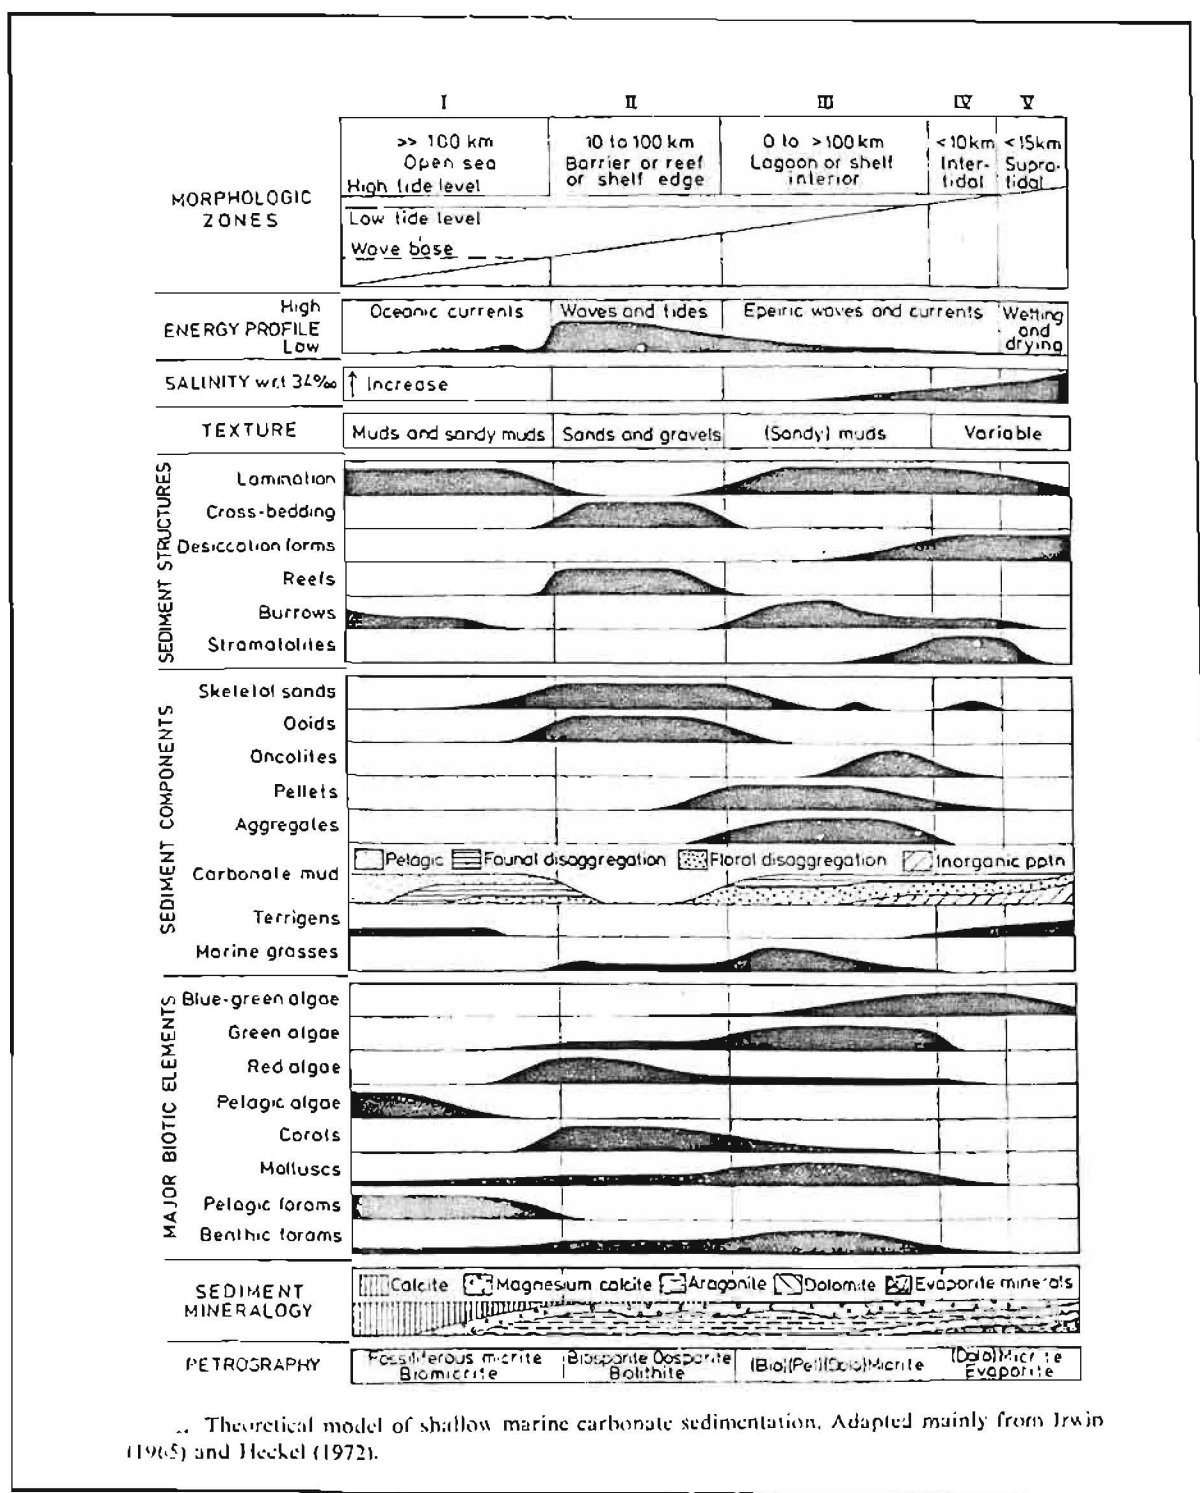 I II III IV V
MORPHOLOGIC
ZONES
>> 100 km
Open sea
High tide level
Low tide level
Wave base
10 to 100 km
Barrier or reef
or shelf edge
0 to >100 km
Lagoon or shelf
interior
<10km
Inter-
tidal
<15km
Supra-
tidal
High
ENERGY PROFILE
Low
Oceanic currents
Waves and tides
Epeiric waves and currents
Wetting
and
drying
SALINITY wrt 34‰
↑ Increase
TEXTURE
Muds and sandy muds
Sands and gravels
(Sandy) muds
Variable
SEDIMENT STRUCTURES
Lamination
Cross-bedding
Desiccation forms
Reefs
Burrows
Stromatolites
SEDIMENT COMPONENTS
Skeletal sands
Ooids
Oncolites
Pellets
Aggregates
Pelagic Faunal disaggregation Floral disaggregation Inorganic pptn
Carbonate mud
Terrigens
Marine grasses
MAJOR BIOTIC ELEMENTS
Blue-green algae
Green algae
Red algae
Pelagic algae
Corals
Molluscs
Pelagic forams
Benthic forams
SEDIMENT
MINERALOGY
Calcite Magnesium calcite Aragonite Dolomite Evaporite minerals
PETROGRAPHY
Fossiliferous micrite
Biomicrite
Biosparite Oosparite
Biolithite
(Bio)(Pel)(Dolo)Micrite
(Dolo)Micrite
Evaporite
Theoretical model of shallow marine carbonate sedimentation. Adapted mainly from Irwin
(1965) and Heckel (1972).